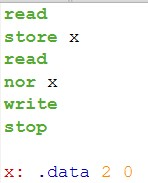 read
store x
read
nor x
write
stop
x: .data 2 0